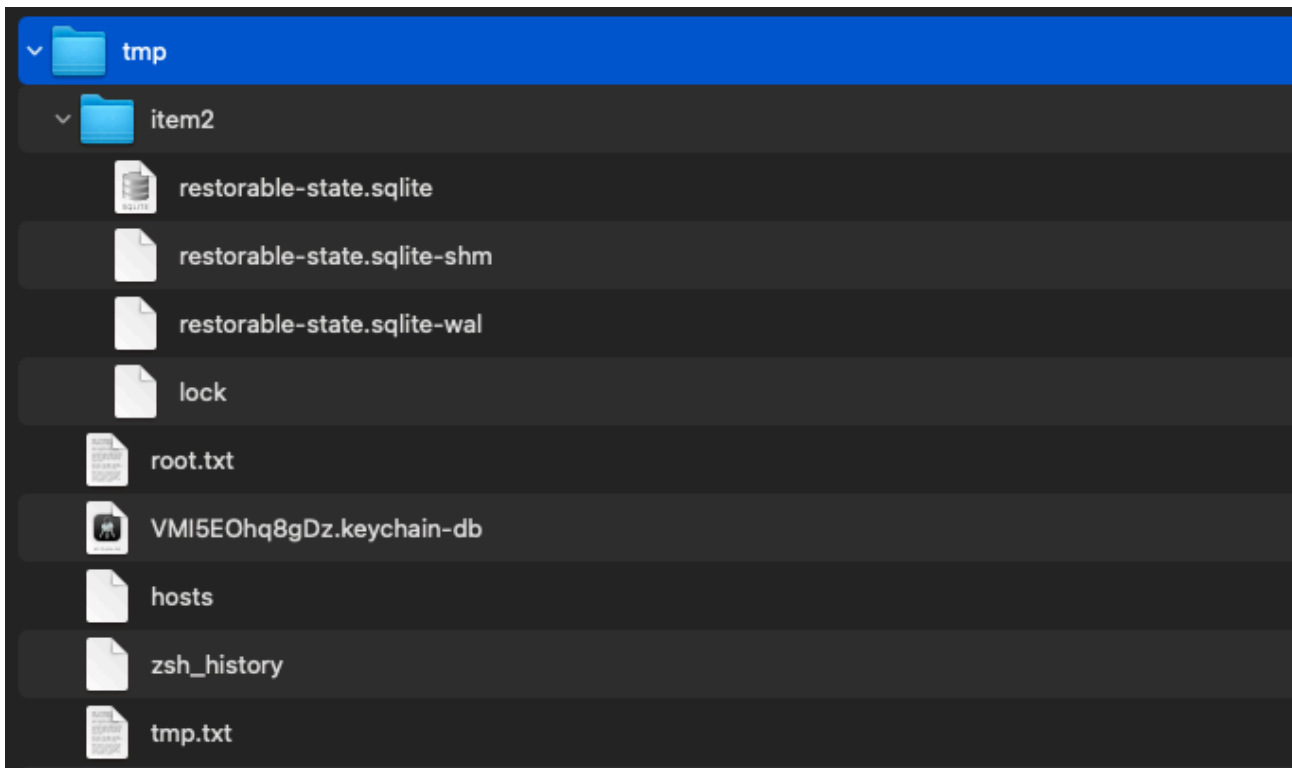 tmp
item2
restorable-state.sqlite
restorable-state.sqlite-shm
restorable-state.sqlite-wal
lock
root.txt
VMI5EOhq8gDz.keychain-db
hosts
zsh_history
tmp.txt